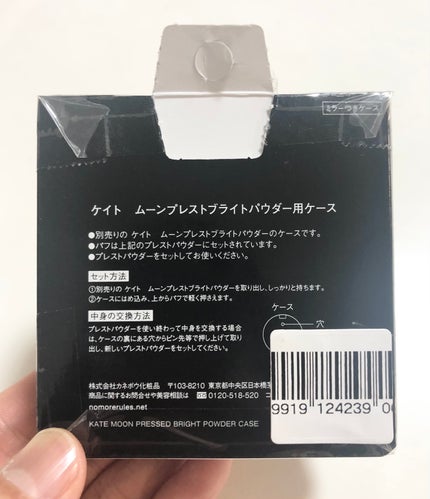 ミラーつきケース
ケイト ムーンプレストブライトパウダー用ケース
●別売りの ケイト ムーンプレストブライトパウダーのケースです。
●パフは上記のプレストパウダーにセットされています。
●プレストパウダーをセットしてお使いください。
セット方法
①別売りの ケイト ムーンプレストブライトパウダーを取り出し、しっかりと持ちます。
②ケースにはめ込み、上からパフで軽く押さえます。
中身の交換方法
プレストパウダーを使い終わって中身を交換する場合
は、ケースの裏にある穴からピン先等で押し上げて取り
出し、新しいプレストパウダーをセットしてください。
ケース
穴
株式会社カネボウ化粧品 〒103-8210 東京都中央区日本橋茅
商品に関するお問合せや美容相談は 0120-518-520
nomorerules.net
KATE MOON PRESSED BRIGHT POWDER CASE
9919 124239 00